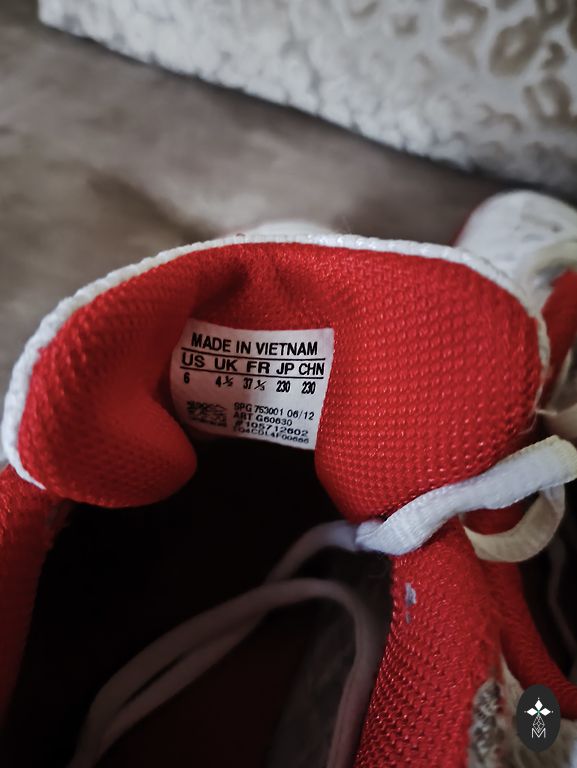 MADE IN VIETNAM
US UK FR JP CHN
6 4½ 37⅓ 230 230
SPG 753001 06/12
ART G60630
#105712602
M